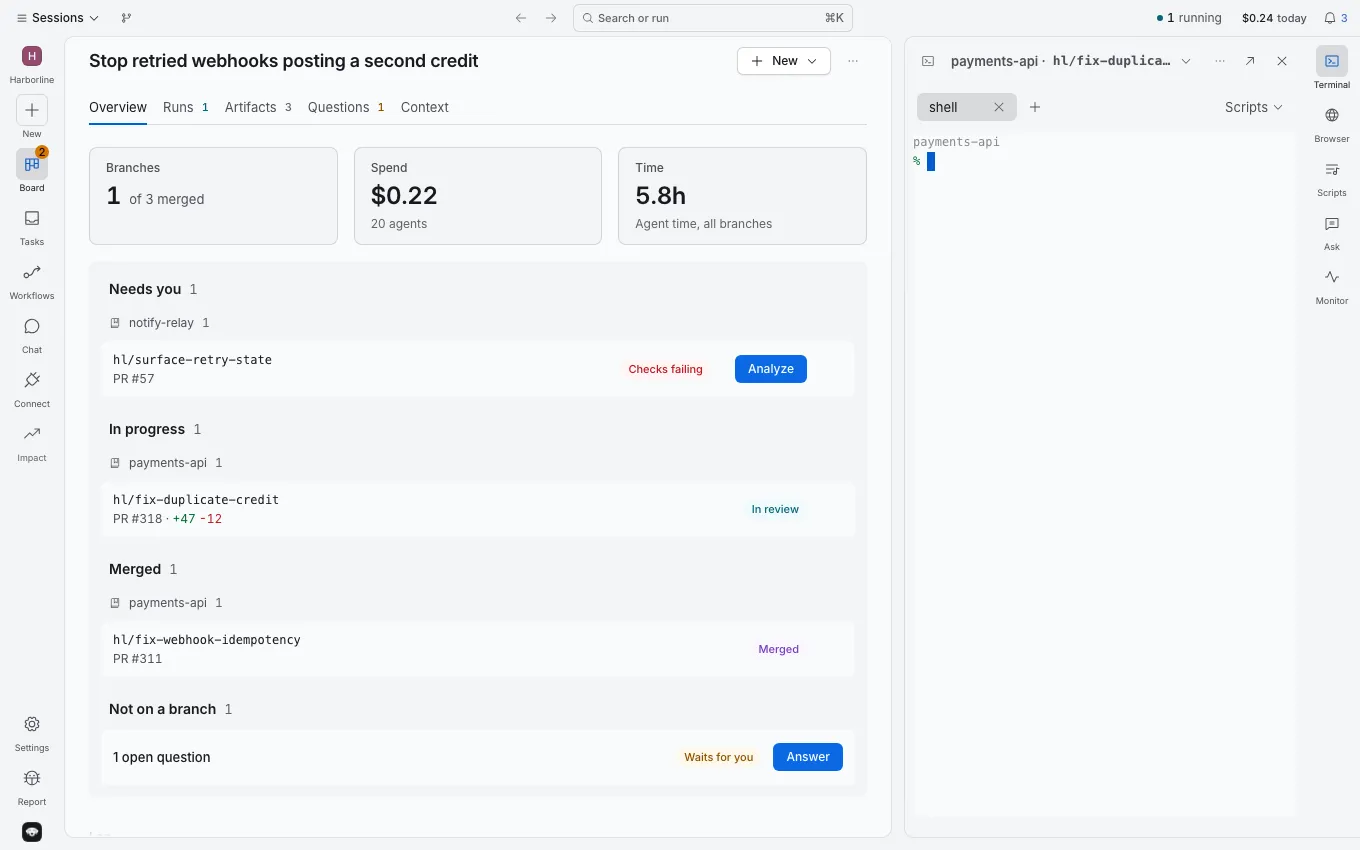 Sessions
Search or run ⌘K
1 running $0.24 today 3
H
Harborline
New
2
Board
Tasks
Workflows
Chat
Connect
Impact
Settings
Report
Stop retried webhooks posting a second credit
New
Overview Runs 1 Artifacts 3 Questions 1 Context
Branches
1 of 3 merged
Spend
$0.22
20 agents
Time
5.8h
Agent time, all branches
Needs you 1
notify-relay 1
hl/surface-retry-state
PR #57
Checks failing
Analyze
In progress 1
payments-api 1
hl/fix-duplicate-credit
PR #318 · +47 -12
In review
Merged 1
payments-api 1
hl/fix-webhook-idempotency
PR #311
Merged
Not on a branch 1
1 open question
Waits for you
Answer
payments-api · hl/fix-duplica…
shell
Scripts
payments-api
%
Terminal
Browser
Scripts
Ask
Monitor